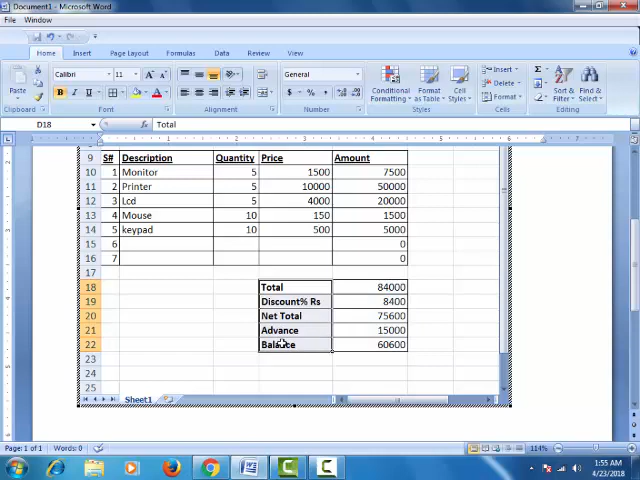 Document1 - Microsoft Word
File Window
Home Insert Page Layout Formulas Data Review View
Paste
Calibri 11 A A
B I U A
General
$ % ,
Conditional Formatting
Format as Table
Cell Styles
Insert
Delete
Format
Sort & Filter
Find & Select
Clipboard Font Alignment Number Styles Cells Editing
D18 fx Total
9 S# Description Quantity Price Amount
10 1 Monitor 5 1500 7500
11 2 Printer 5 10000 50000
12 3 Lcd 5 4000 20000
13 4 Mouse 10 150 1500
14 5 keypad 10 500 5000
15 6 0
16 7 0
17
18 Total 84000
19 Discount% Rs 8400
20 Net Total 75600
21 Advance 15000
22 Balance 60600
23
24
25
Sheet1
Page: 1 of 1 Words: 0 114%
1:55 AM
4/23/2018